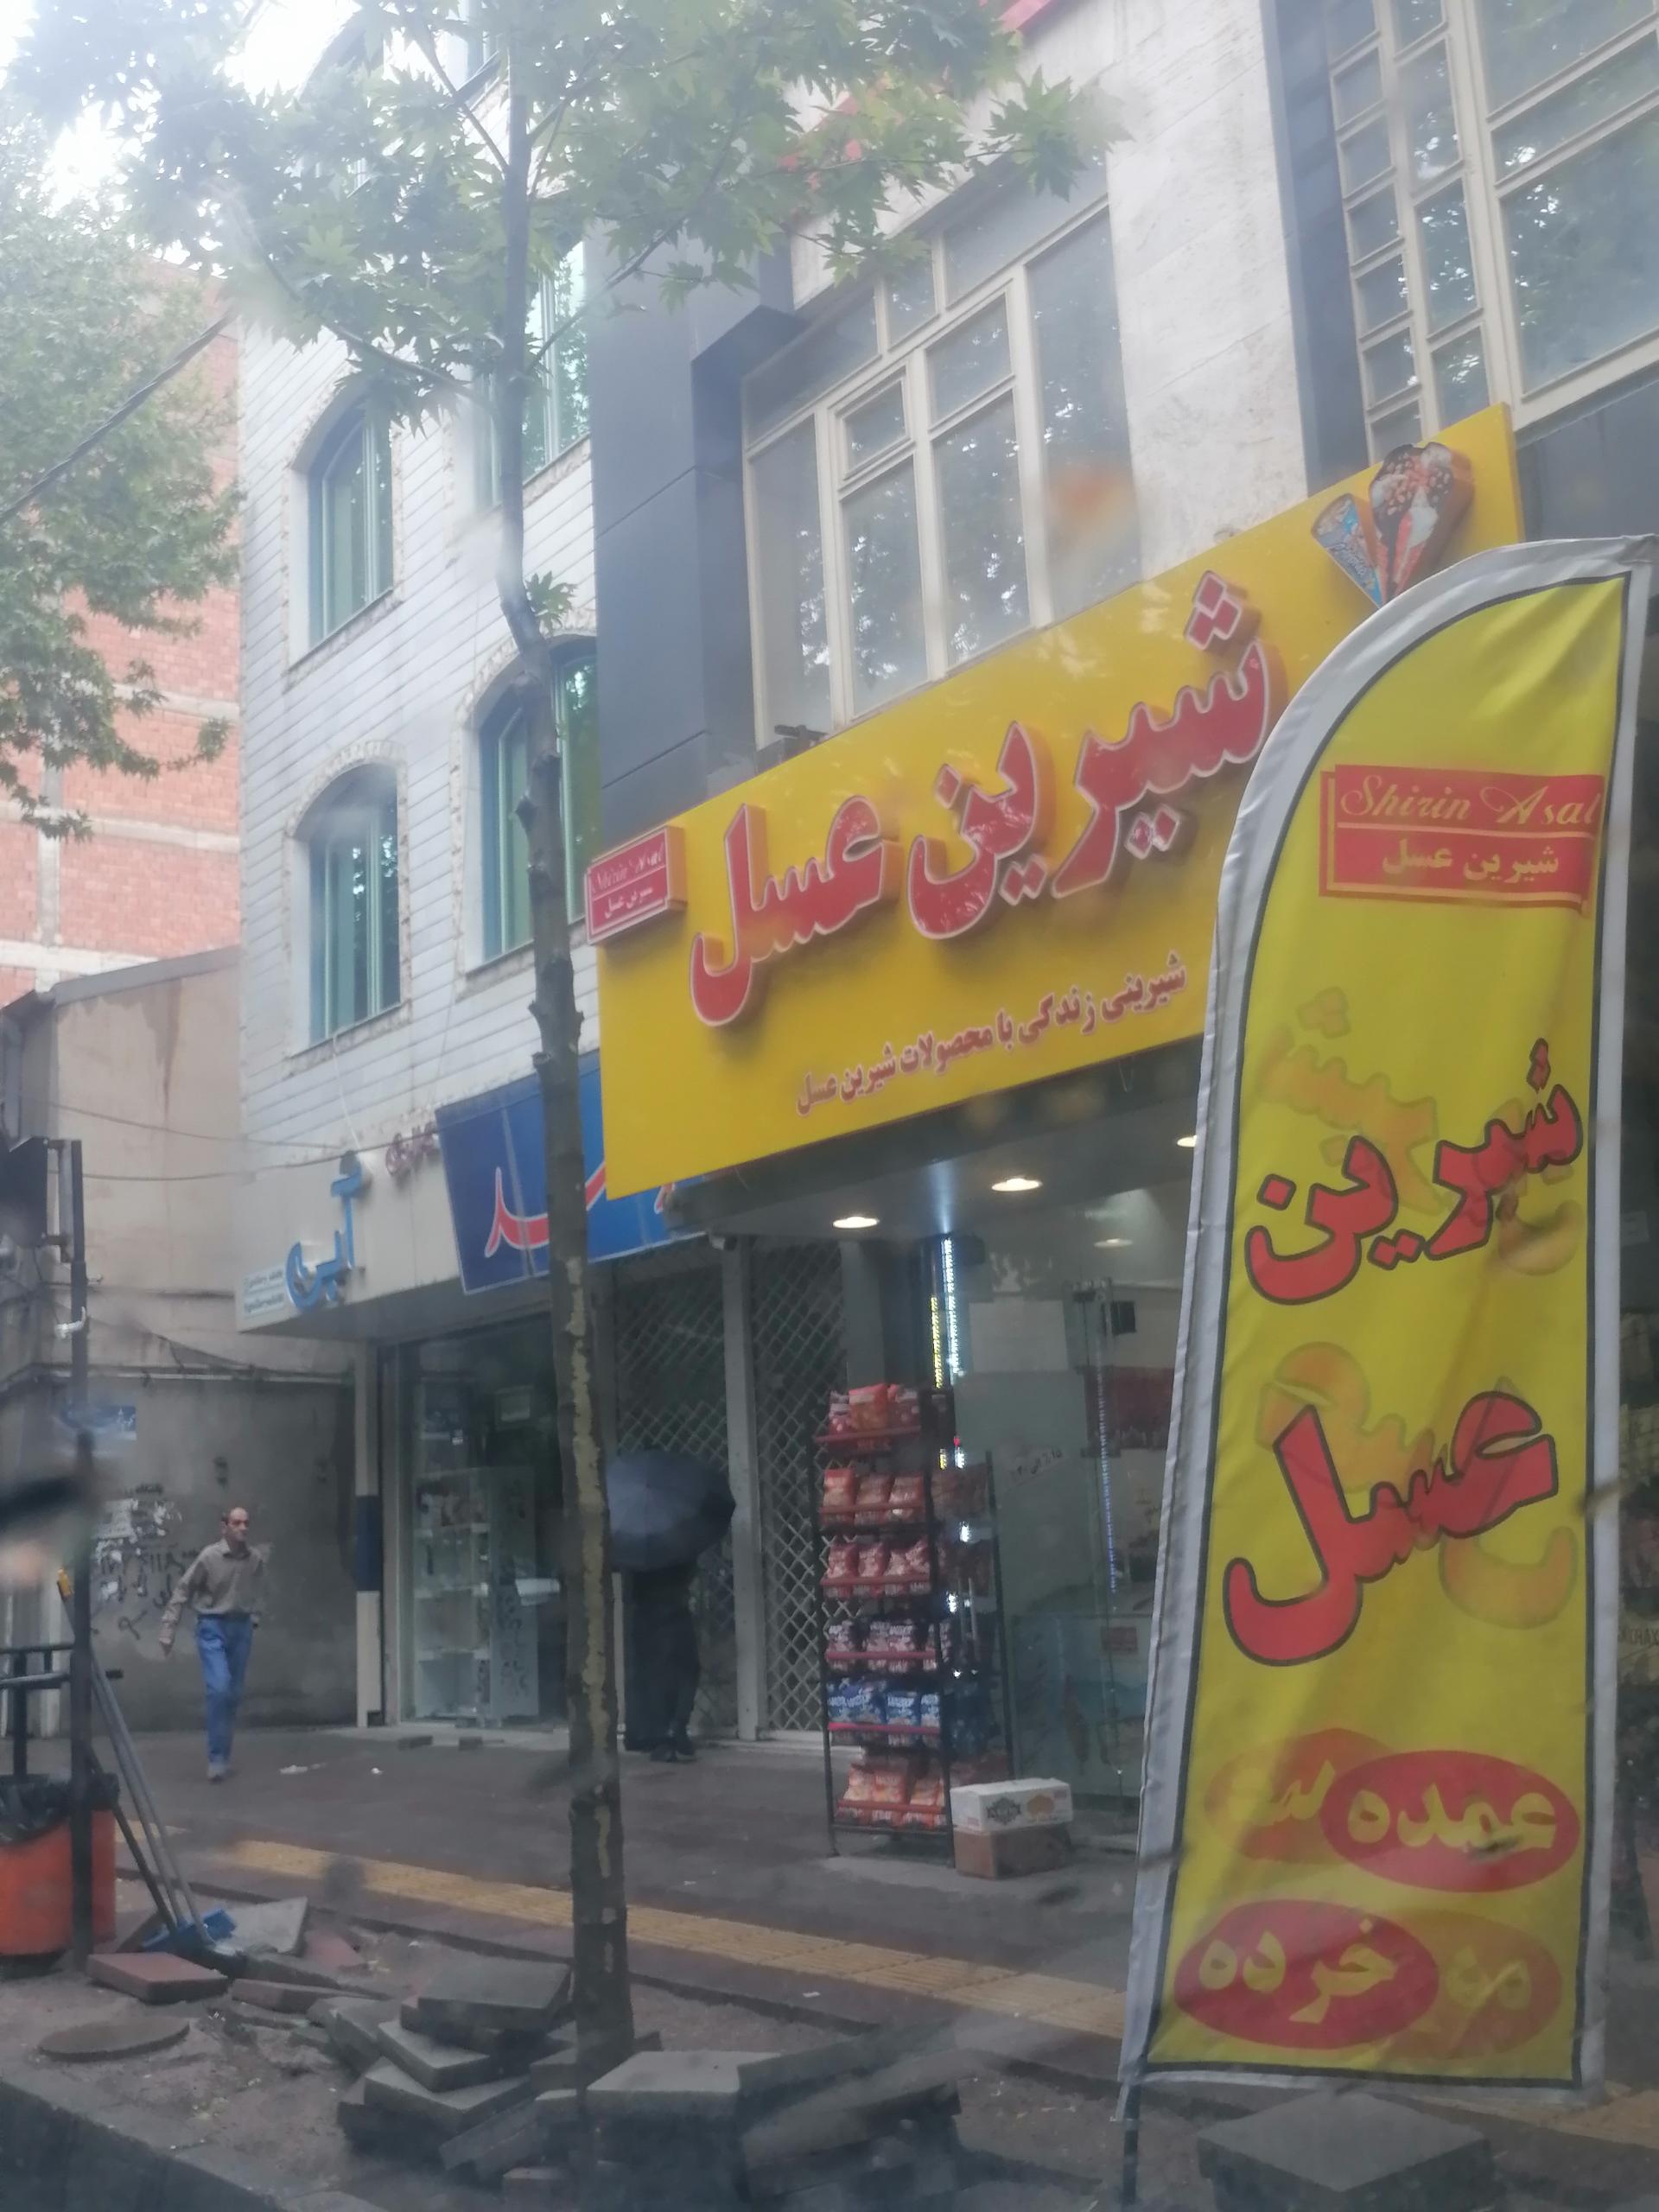 شیرین عسل
Shirin Asal
شیرین عسل
شیرینی زندگی با محصولات شیرین عسل
Shirin Asal
شیرین عسل
شیرین
عسل
عمده
خرده
آبی